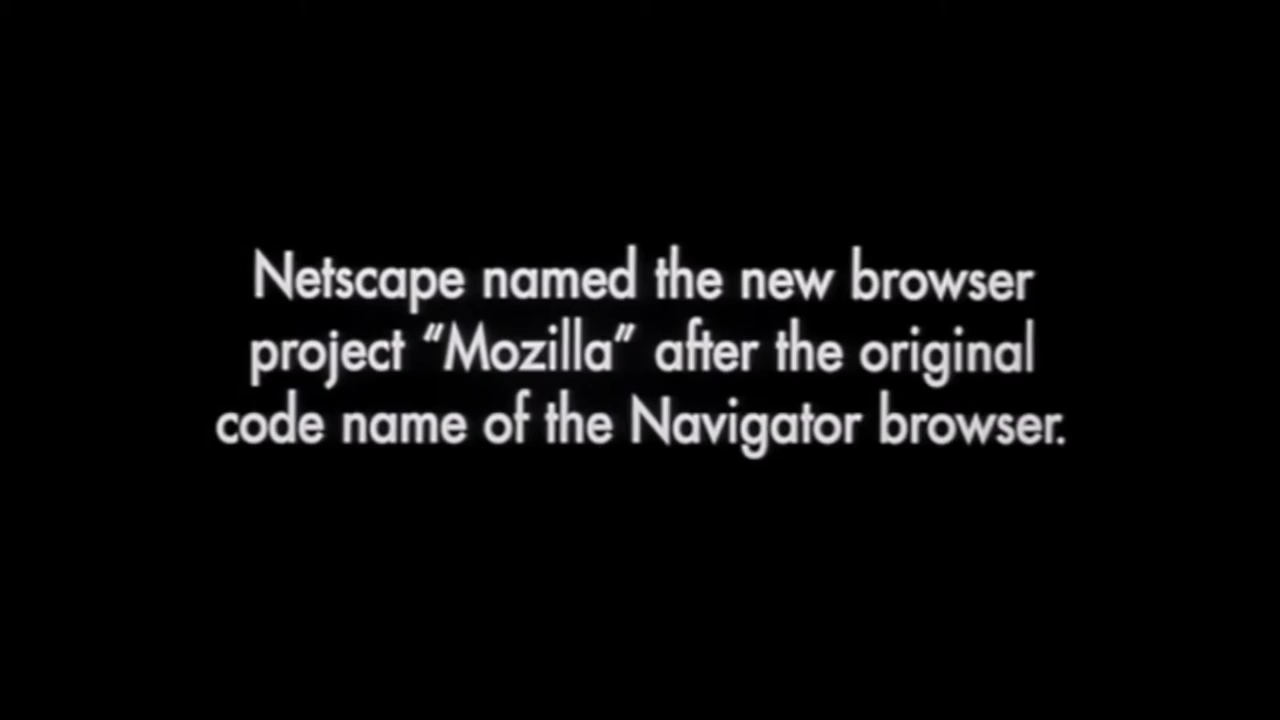 Netscape named the new browser
project “Mozilla” after the original
code name of the Navigator browser.